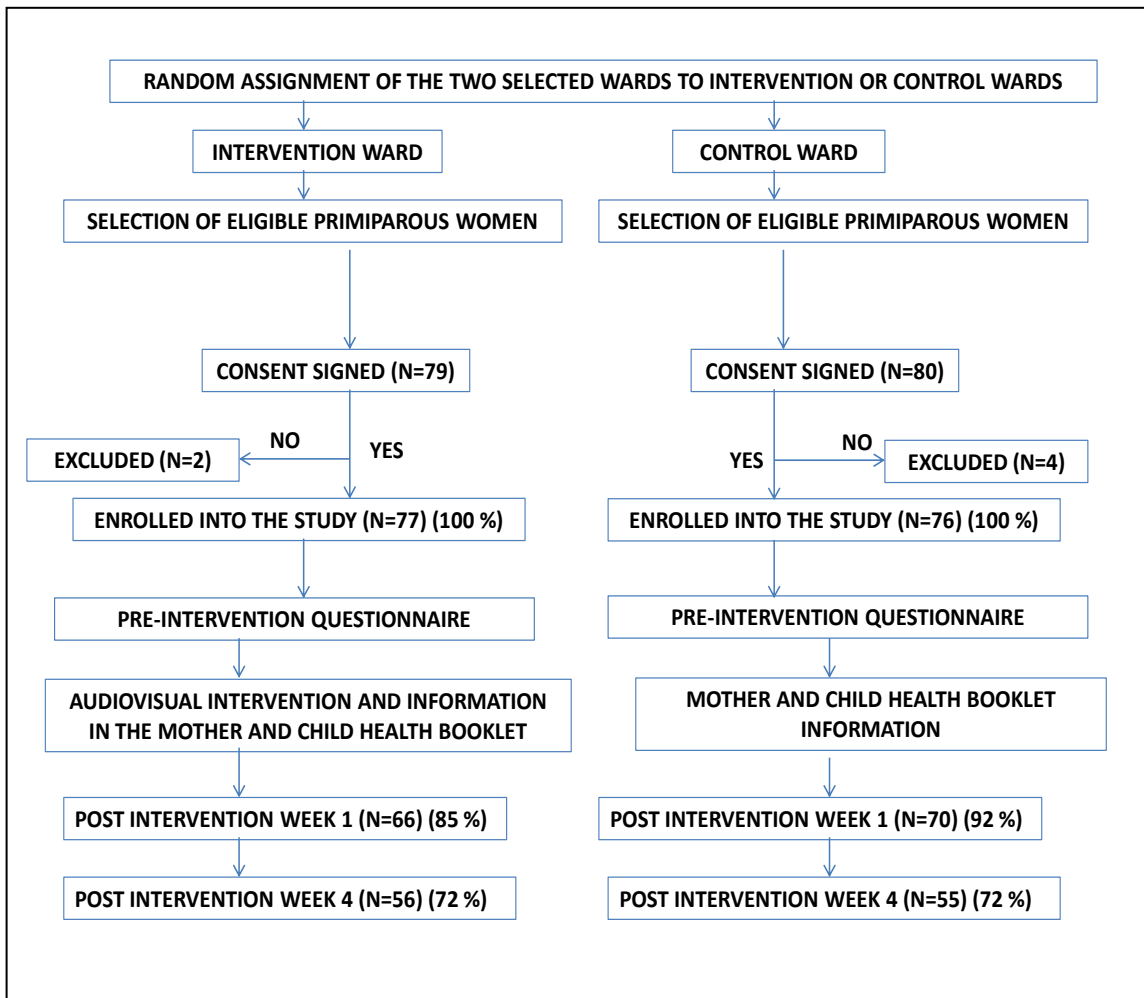 RANDOM ASSIGNMENT OF THE TWO SELECTED WARDS TO INTERVENTION OR CONTROL WARDS
INTERVENTION WARD
CONTROL WARD
SELECTION OF ELIGIBLE PRIMIPAROUS WOMEN
SELECTION OF ELIGIBLE PRIMIPAROUS WOMEN
CONSENT SIGNED (N=79)
CONSENT SIGNED (N=80)
NO
YES
EXCLUDED (N=2)
YES
NO
EXCLUDED (N=4)
ENROLLED INTO THE STUDY (N=77) (100 %)
ENROLLED INTO THE STUDY (N=76) (100 %)
PRE-INTERVENTION QUESTIONNAIRE
PRE-INTERVENTION QUESTIONNAIRE
AUDIOVISUAL INTERVENTION AND INFORMATION
IN THE MOTHER AND CHILD HEALTH BOOKLET
MOTHER AND CHILD HEALTH BOOKLET
INFORMATION
POST INTERVENTION WEEK 1 (N=66) (85 %)
POST INTERVENTION WEEK 1 (N=70) (92 %)
POST INTERVENTION WEEK 4 (N=56) (72 %)
POST INTERVENTION WEEK 4 (N=55) (72 %)